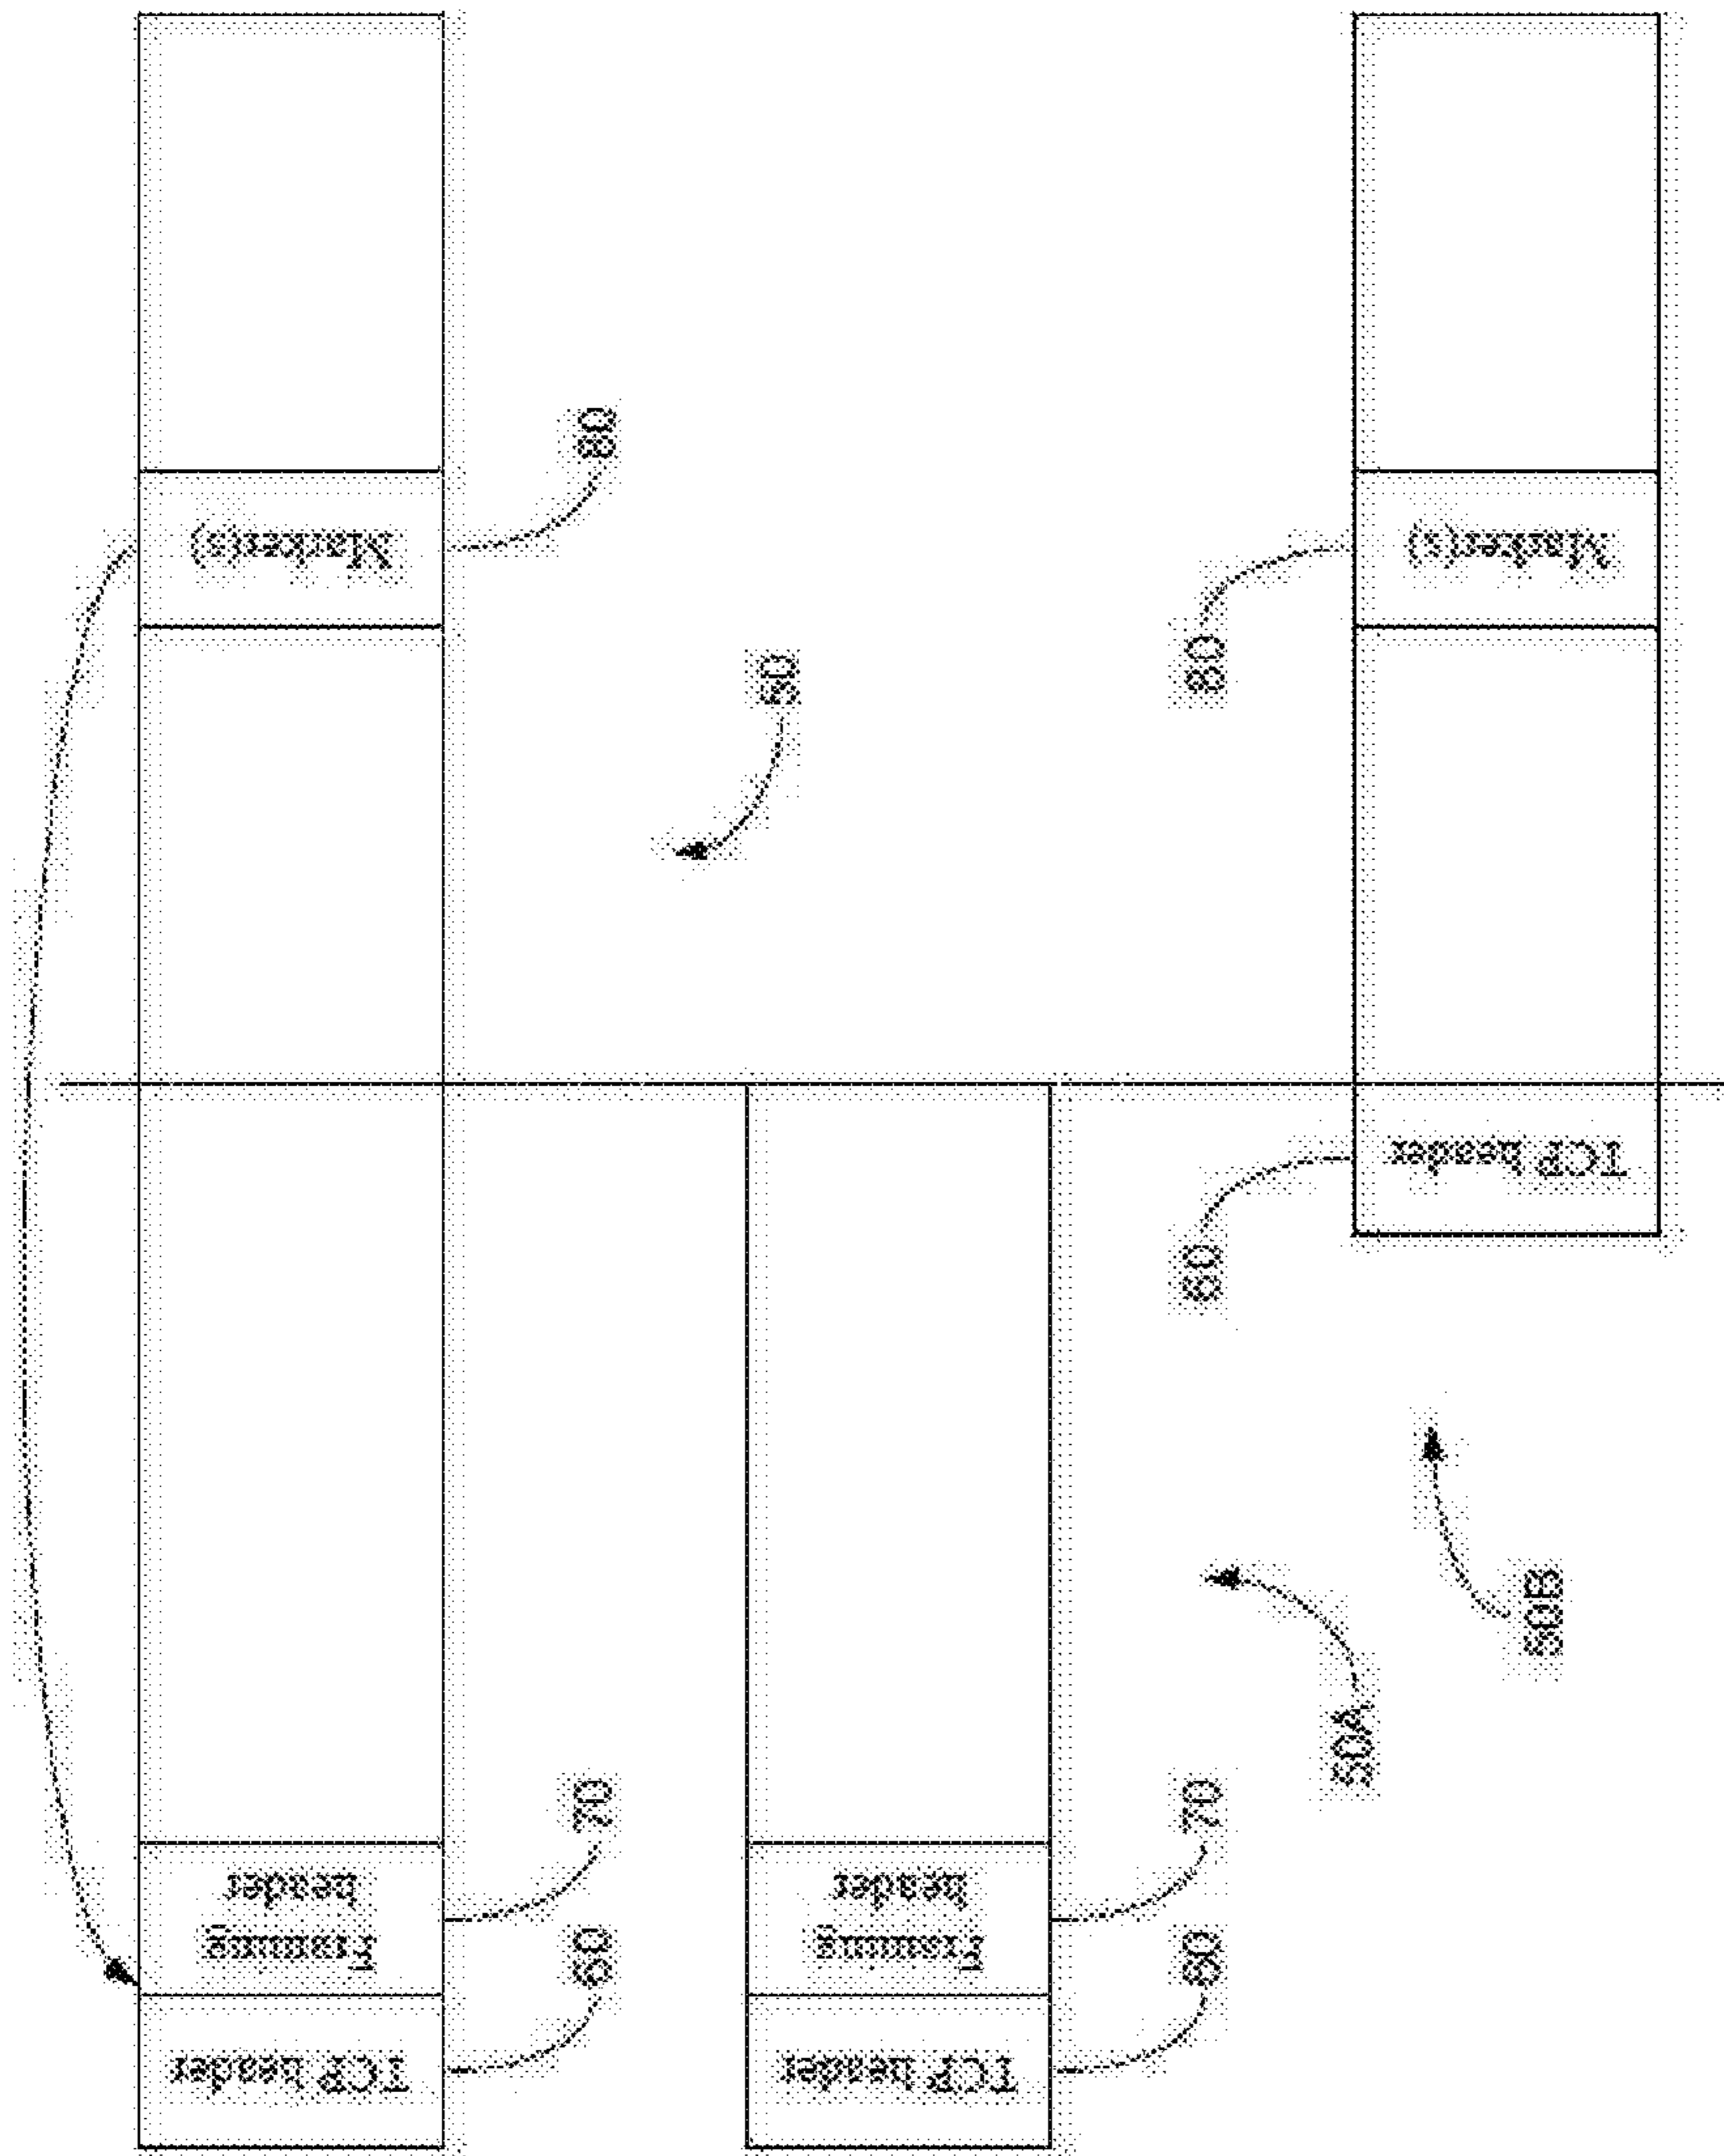 TCP header
Framing
header
Marker(s)
60
70
80
50
TCP header
Framing
header
60
70
60
80
50A
TCP header
Marker(s)
50B